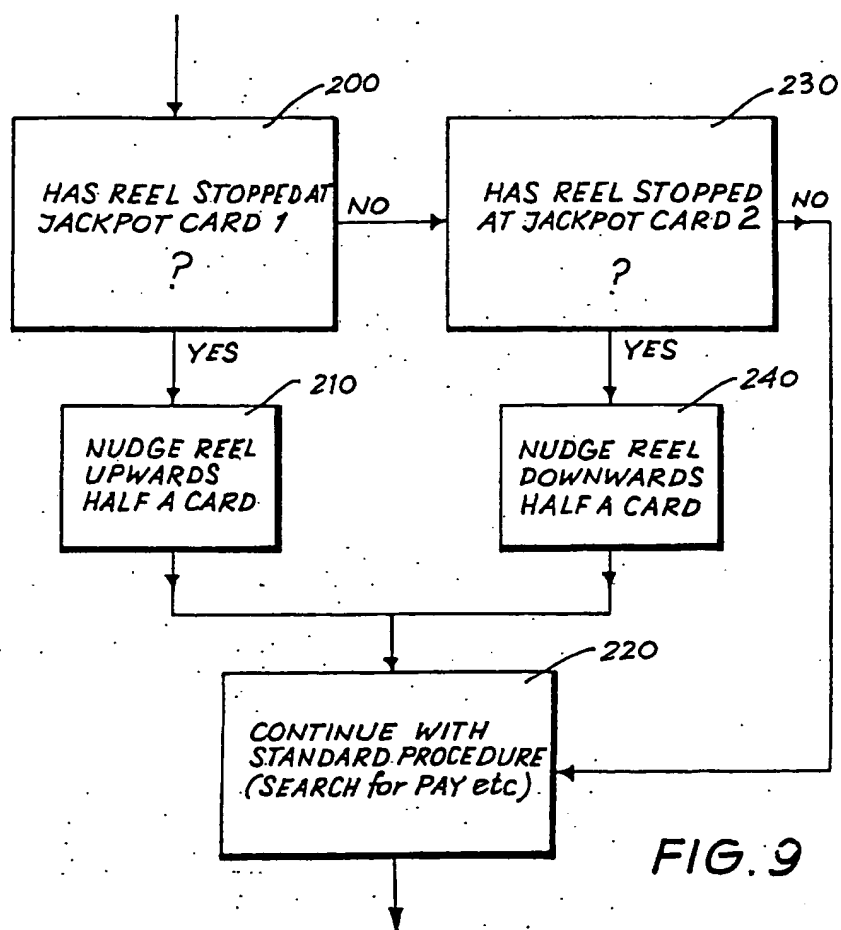 200
HAS REEL STOPPED AT
JACKPOT CARD 1
?
NO
230
HAS REEL STOPPED
AT JACKPOT CARD 2
?
NO
YES
210
NUDGE REEL
UPWARDS
HALF A CARD
YES
240
NUDGE REEL
DOWNWARDS
HALF A CARD
220
CONTINUE WITH
STANDARD PROCEDURE
(SEARCH for PAY etc)
FIG. 9